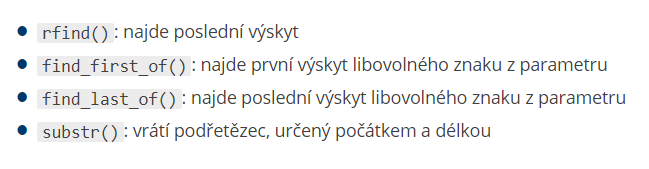 rfind(): najde poslední výskyt
find_first_of(): najde první výskyt libovolného znaku z parametru
find_last_of(): najde poslední výskyt libovolného znaku z parametru
substr(): vrátí podřetězec, určený počátkem a délkou